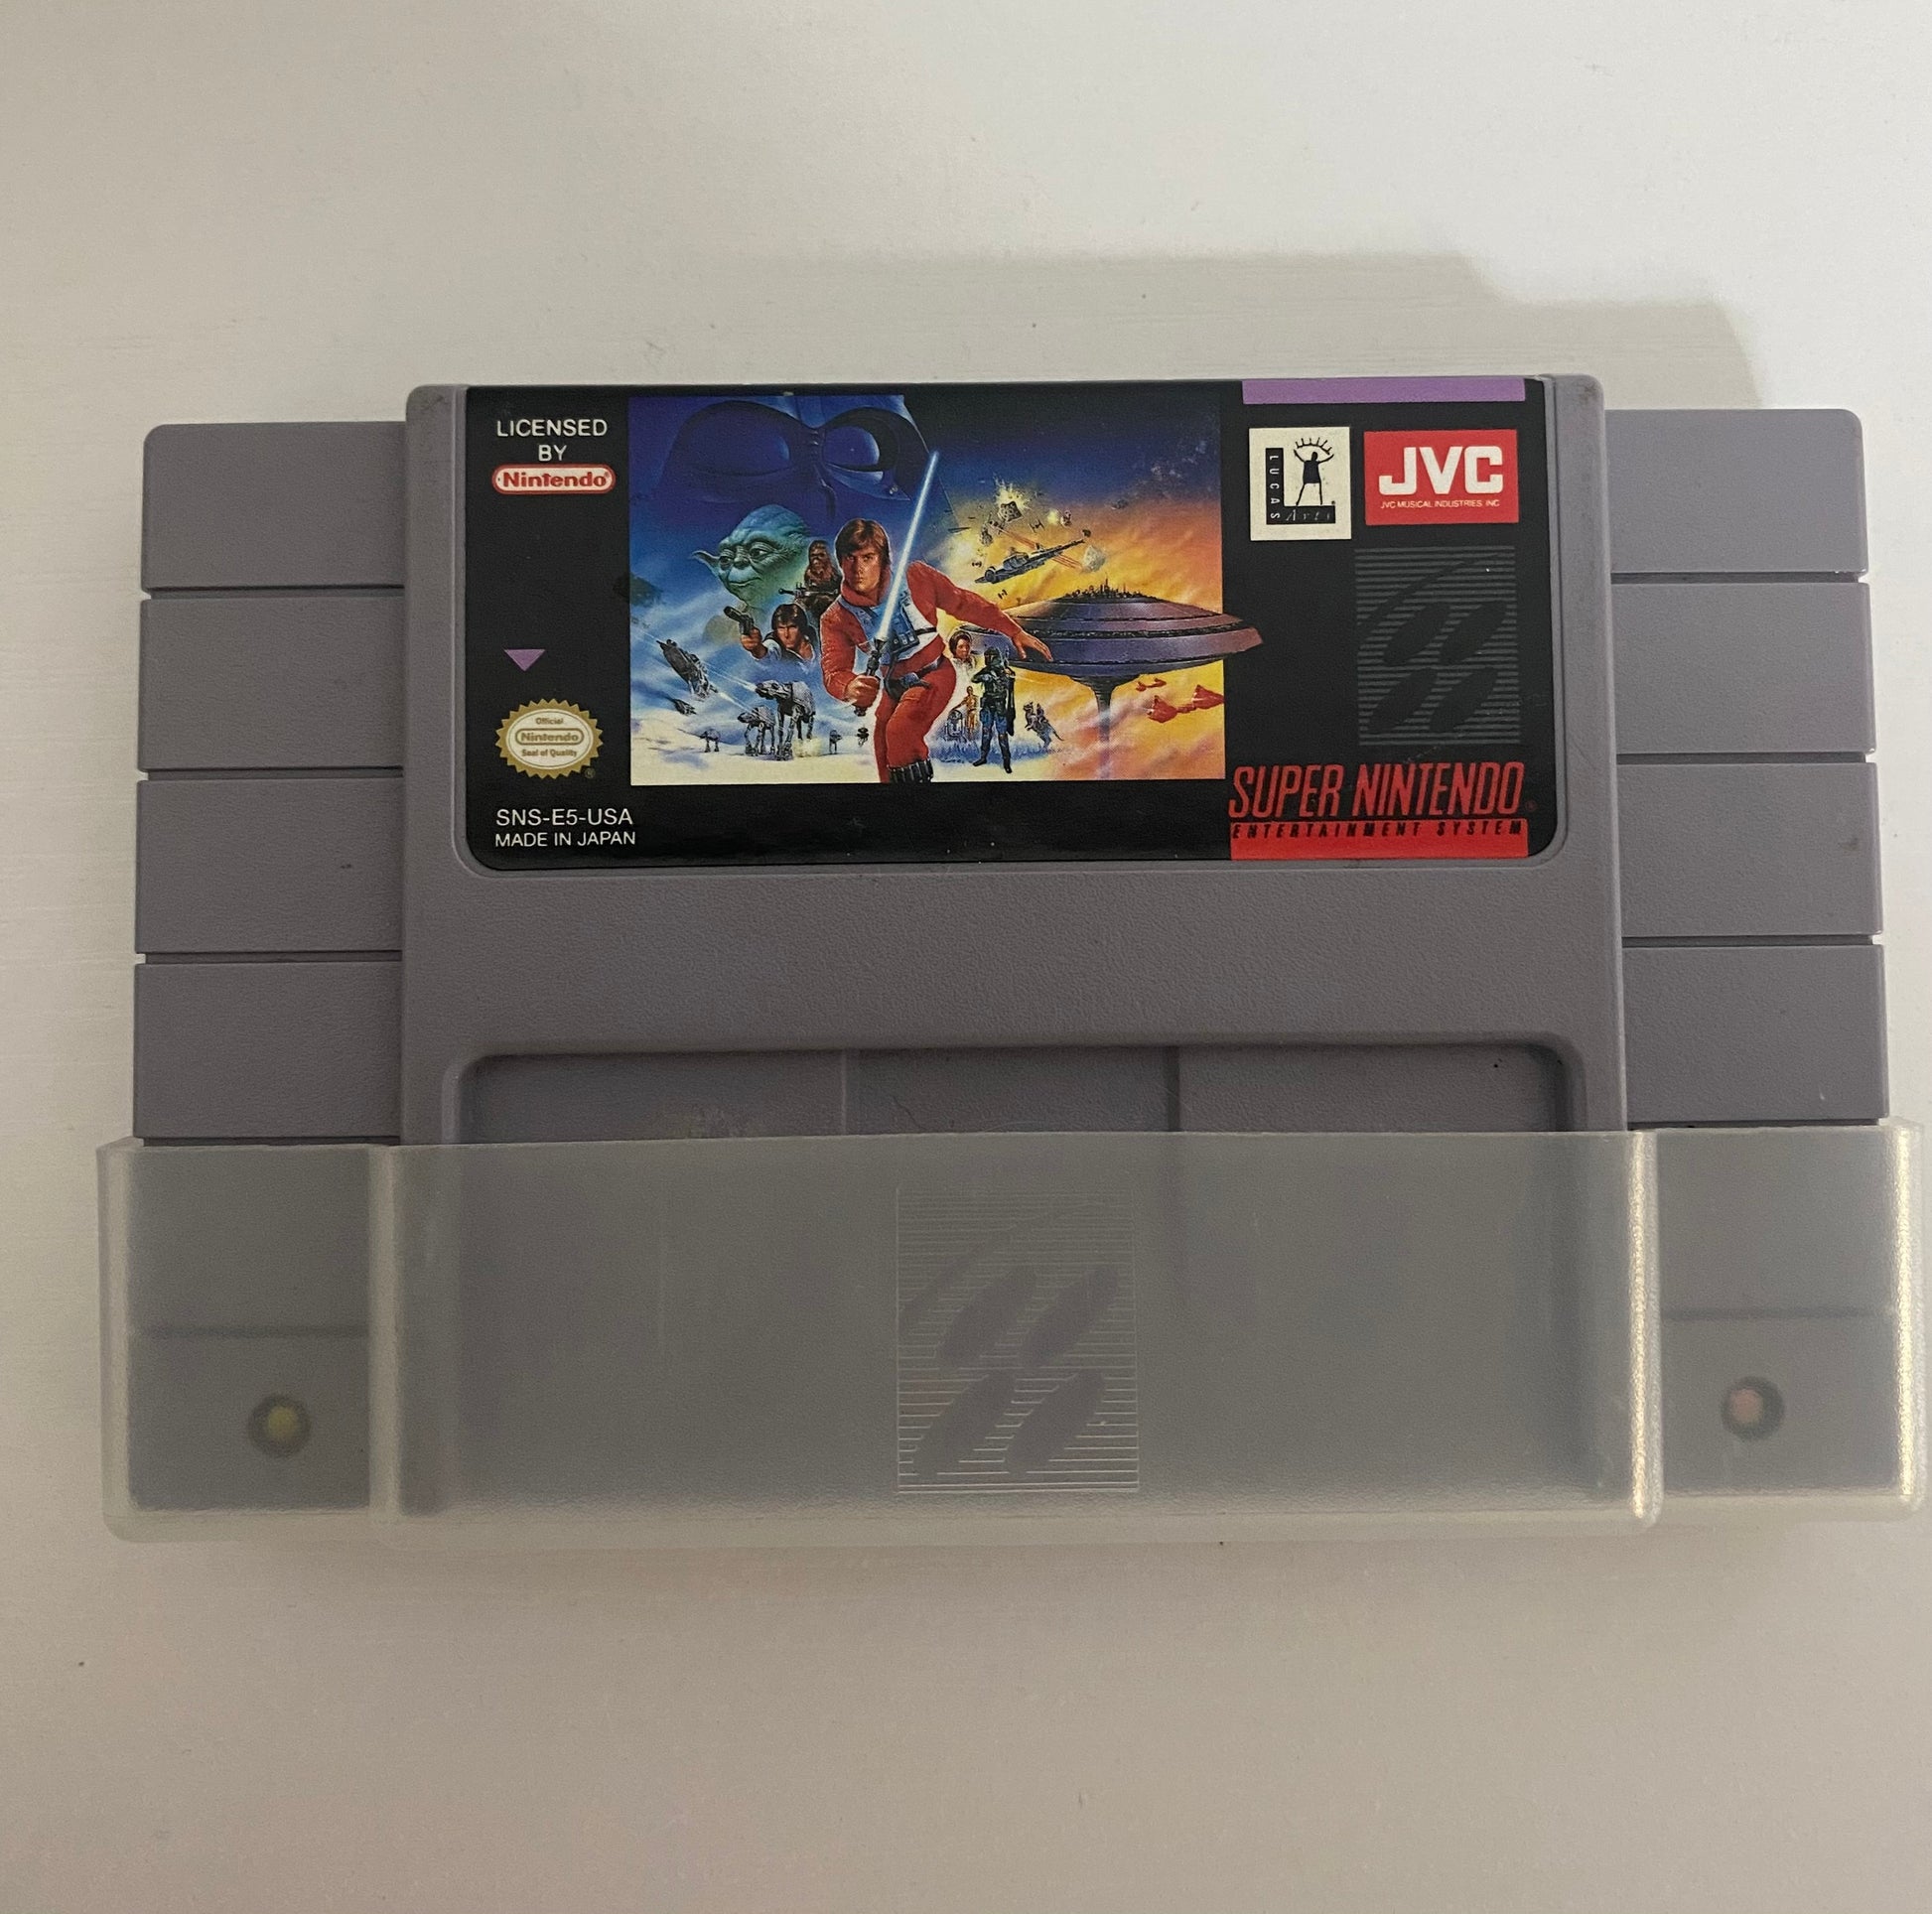 LICENSED
BY
Nintendo
LUCAS
Arts
JVC
JVC MUSICAL INDUSTRIES, INC
Official
Nintendo
Seal of Quality
®
SNS-E5-USA
MADE IN JAPAN
SUPER NINTENDO
ENTERTAINMENT SYSTEM